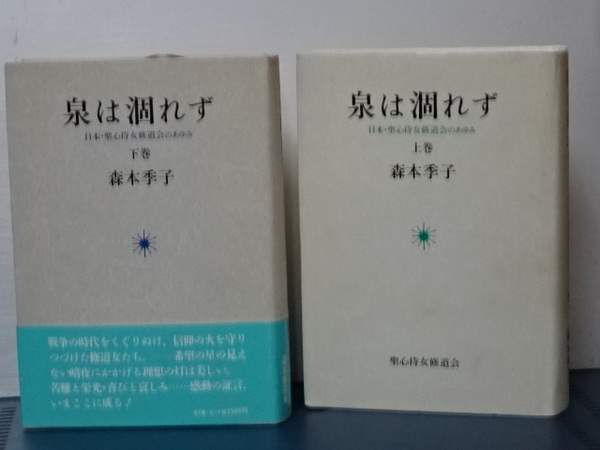 泉は涸れず
日本・聖心侍女修道会のあゆみ
下巻
森本季子
戦争の時代をくぐりぬけ、信仰の火を守り
つづけた修道女たち。――希望の星の見え
ない暗夜にかかげる理想の灯は美しい。
苦難と栄光・喜びと哀しみ……感動の証言、
いまここに成る!
泉は涸れず
日本・聖心侍女修道会のあゆみ
上巻
森本季子
聖心侍女修道会